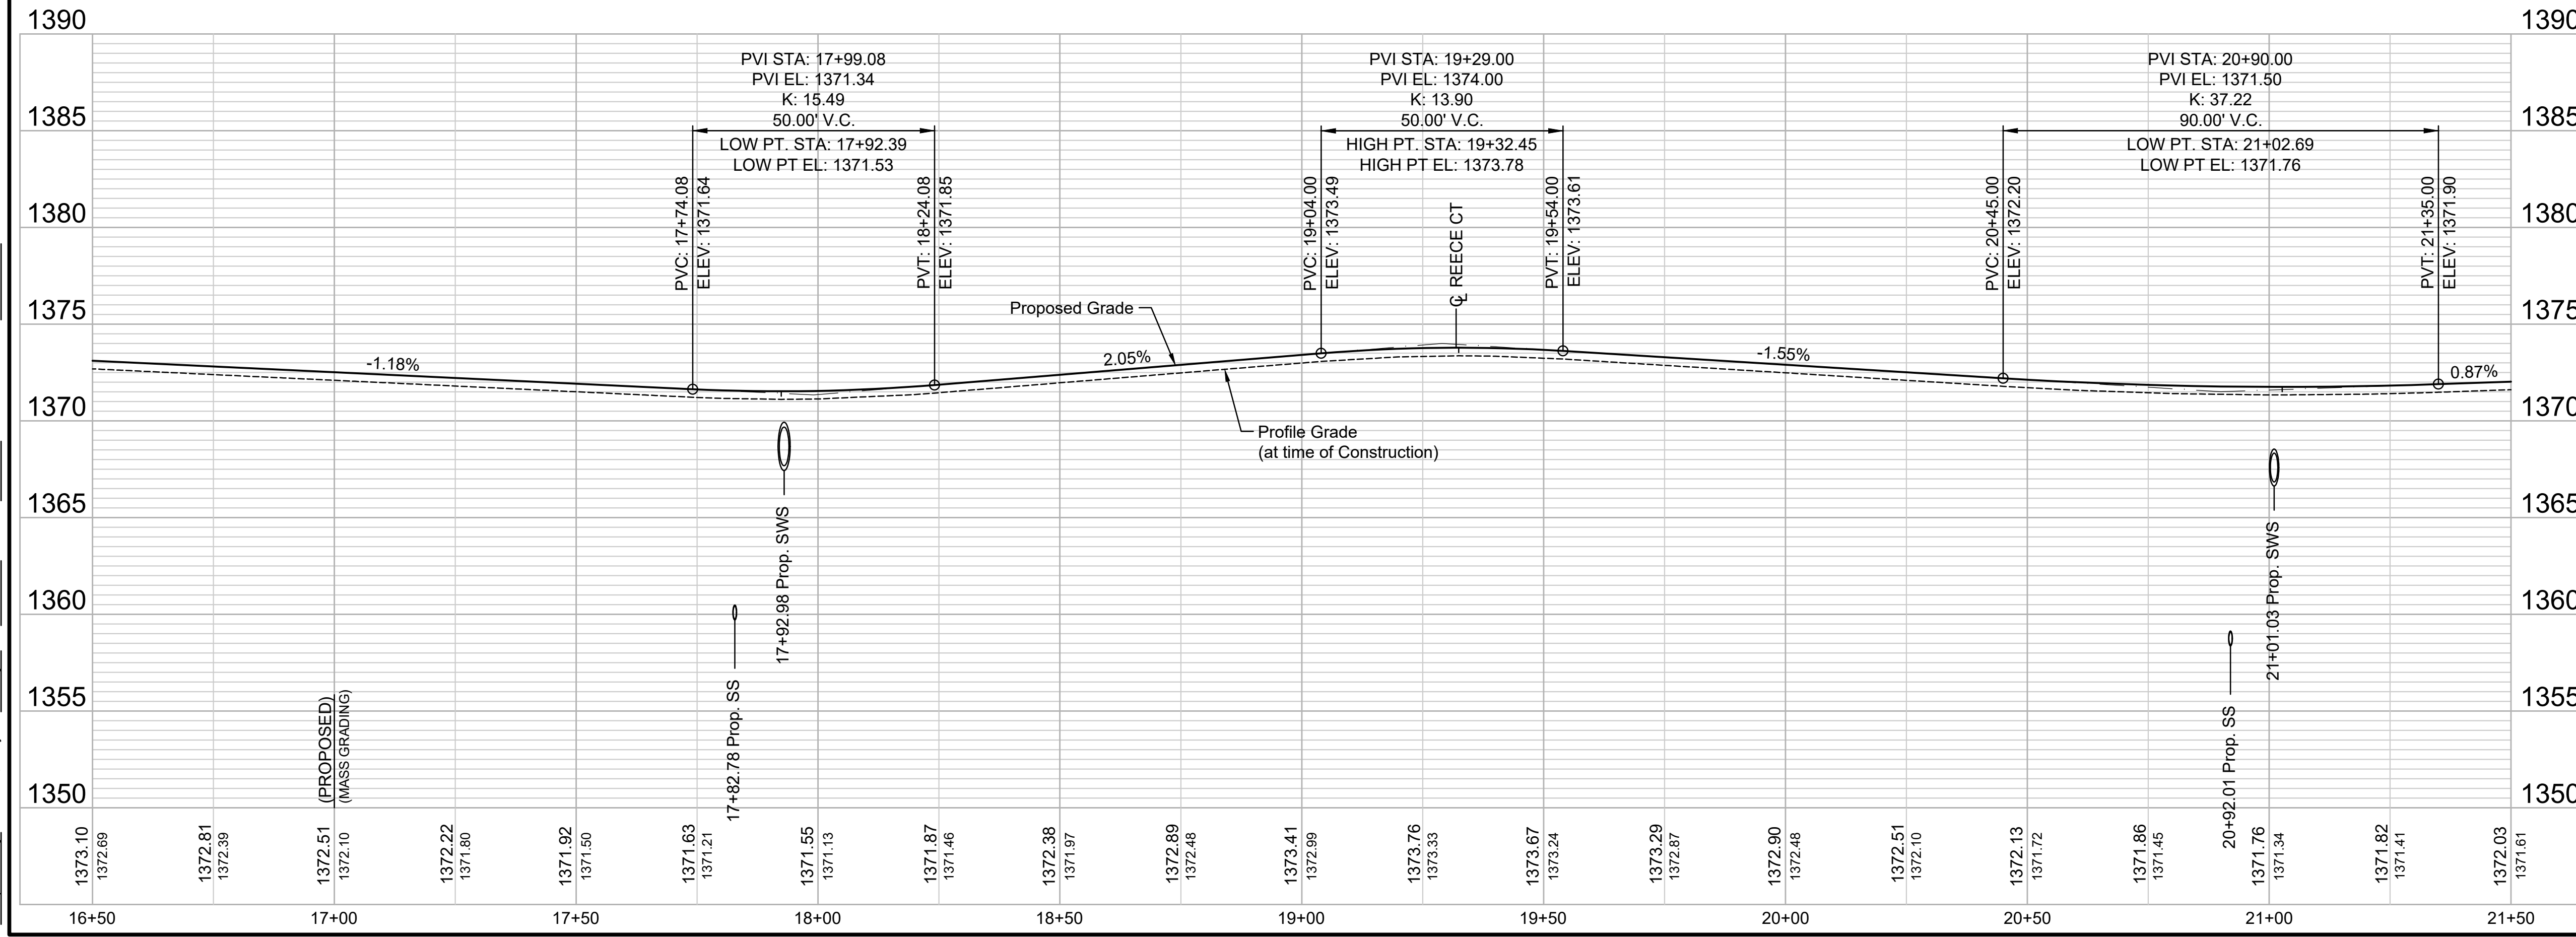 1390
1390
PVI STA: 17+99.08
PVI EL: 1371.34
K: 15.49
50.00' V.C.
LOW PT. STA: 17+92.39
LOW PT EL: 1371.53
PVI STA: 19+29.00
PVI EL: 1374.00
K: 13.90
50.00' V.C.
HIGH PT. STA: 19+32.45
HIGH PT EL: 1373.78
PVI STA: 20+90.00
PVI EL: 1371.50
K: 37.22
90.00' V.C.
LOW PT. STA: 21+02.69
LOW PT EL: 1371.76
1385
1385
PVC: 17+74.08
ELEV: 1371.64
PVT: 18+24.08
ELEV: 1371.85
PVC: 19+04.00
ELEV: 1373.49
℄ REECE CT
PVT: 19+54.00
ELEV: 1373.61
PVC: 20+45.00
ELEV: 1372.20
PVT: 21+35.00
ELEV: 1371.90
1380
1380
1375
1375
Proposed Grade
-1.18%
2.05%
-1.55%
0.87%
1370
1370
Profile Grade
(at time of Construction)
1365
1365
17+92.98 Prop. SWS
21+01.03 Prop. SWS
1360
1360
17+82.78 Prop. SS
20+92.01 Prop. SS
1355
1355
(PROPOSED)
(MASS GRADING)
1350
1350
1373.10
1372.69
1372.81
1372.39
1372.51
1372.10
1372.22
1371.80
1371.92
1371.50
1371.63
1371.21
1371.55
1371.13
1371.87
1371.46
1372.38
1371.97
1372.89
1372.48
1373.41
1372.99
1373.76
1373.33
1373.67
1373.24
1373.29
1372.87
1372.90
1372.48
1372.51
1372.10
1372.13
1371.72
1371.86
1371.45
1371.76
1371.34
1371.82
1371.41
1372.03
1371.61
16+50
17+00
17+50
18+00
18+50
19+00
19+50
20+00
20+50
21+00
21+50